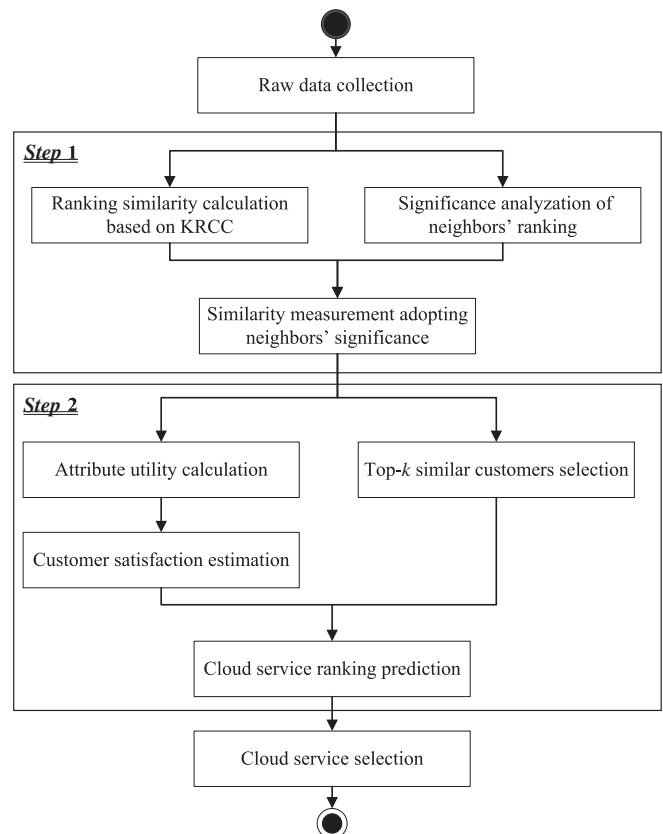 Raw data collection
Step 1
Ranking similarity calculation
based on KRCC
Significance analyzation of
neighbors’ ranking
Similarity measurement adopting
neighbors’ significance
Step 2
Attribute utility calculation
Top-k similar customers selection
Customer satisfaction estimation
Cloud service ranking prediction
Cloud service selection